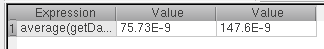 Expression Value Value
1 average(getDa... 75.73E-9 147.6E-9